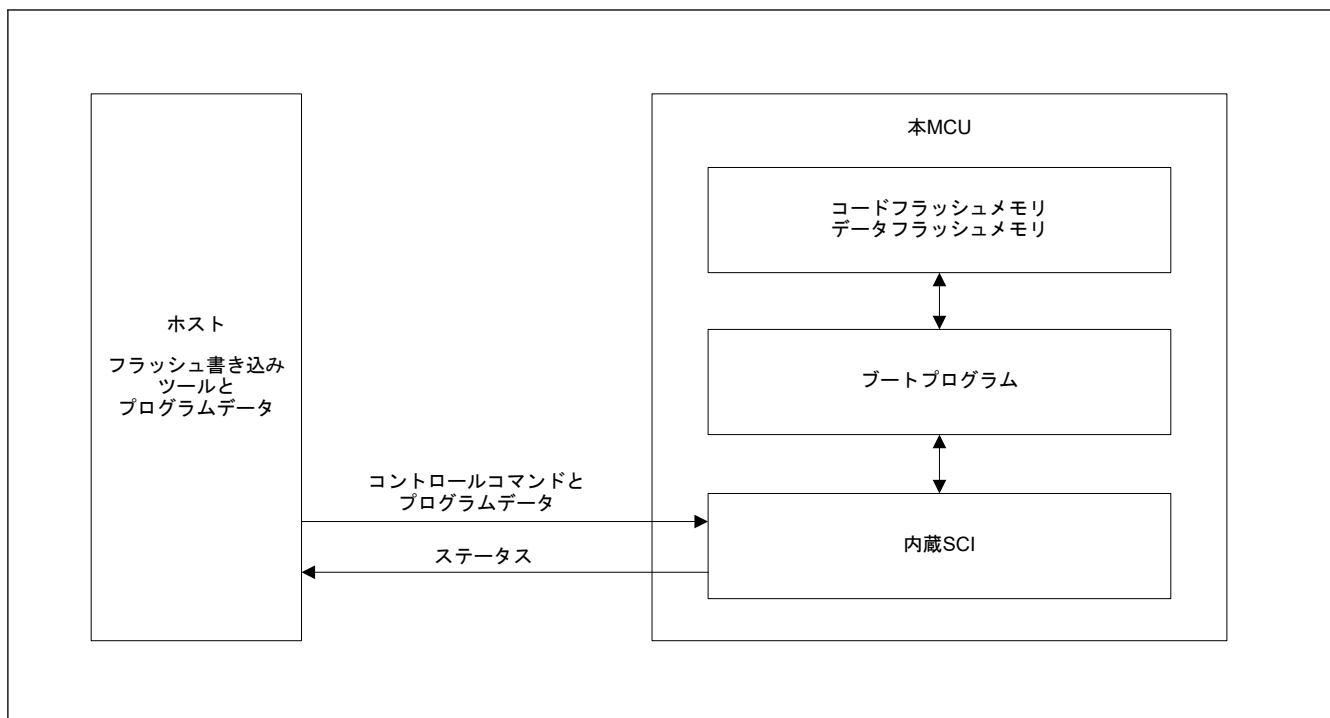 ホスト
フラッシュ書き込み
ツールと
プログラムデータ
コントロールコマンドと
プログラムデータ
ステータス
本MCU
コードフラッシュメモリ
データフラッシュメモリ
ブートプログラム
内蔵SCI